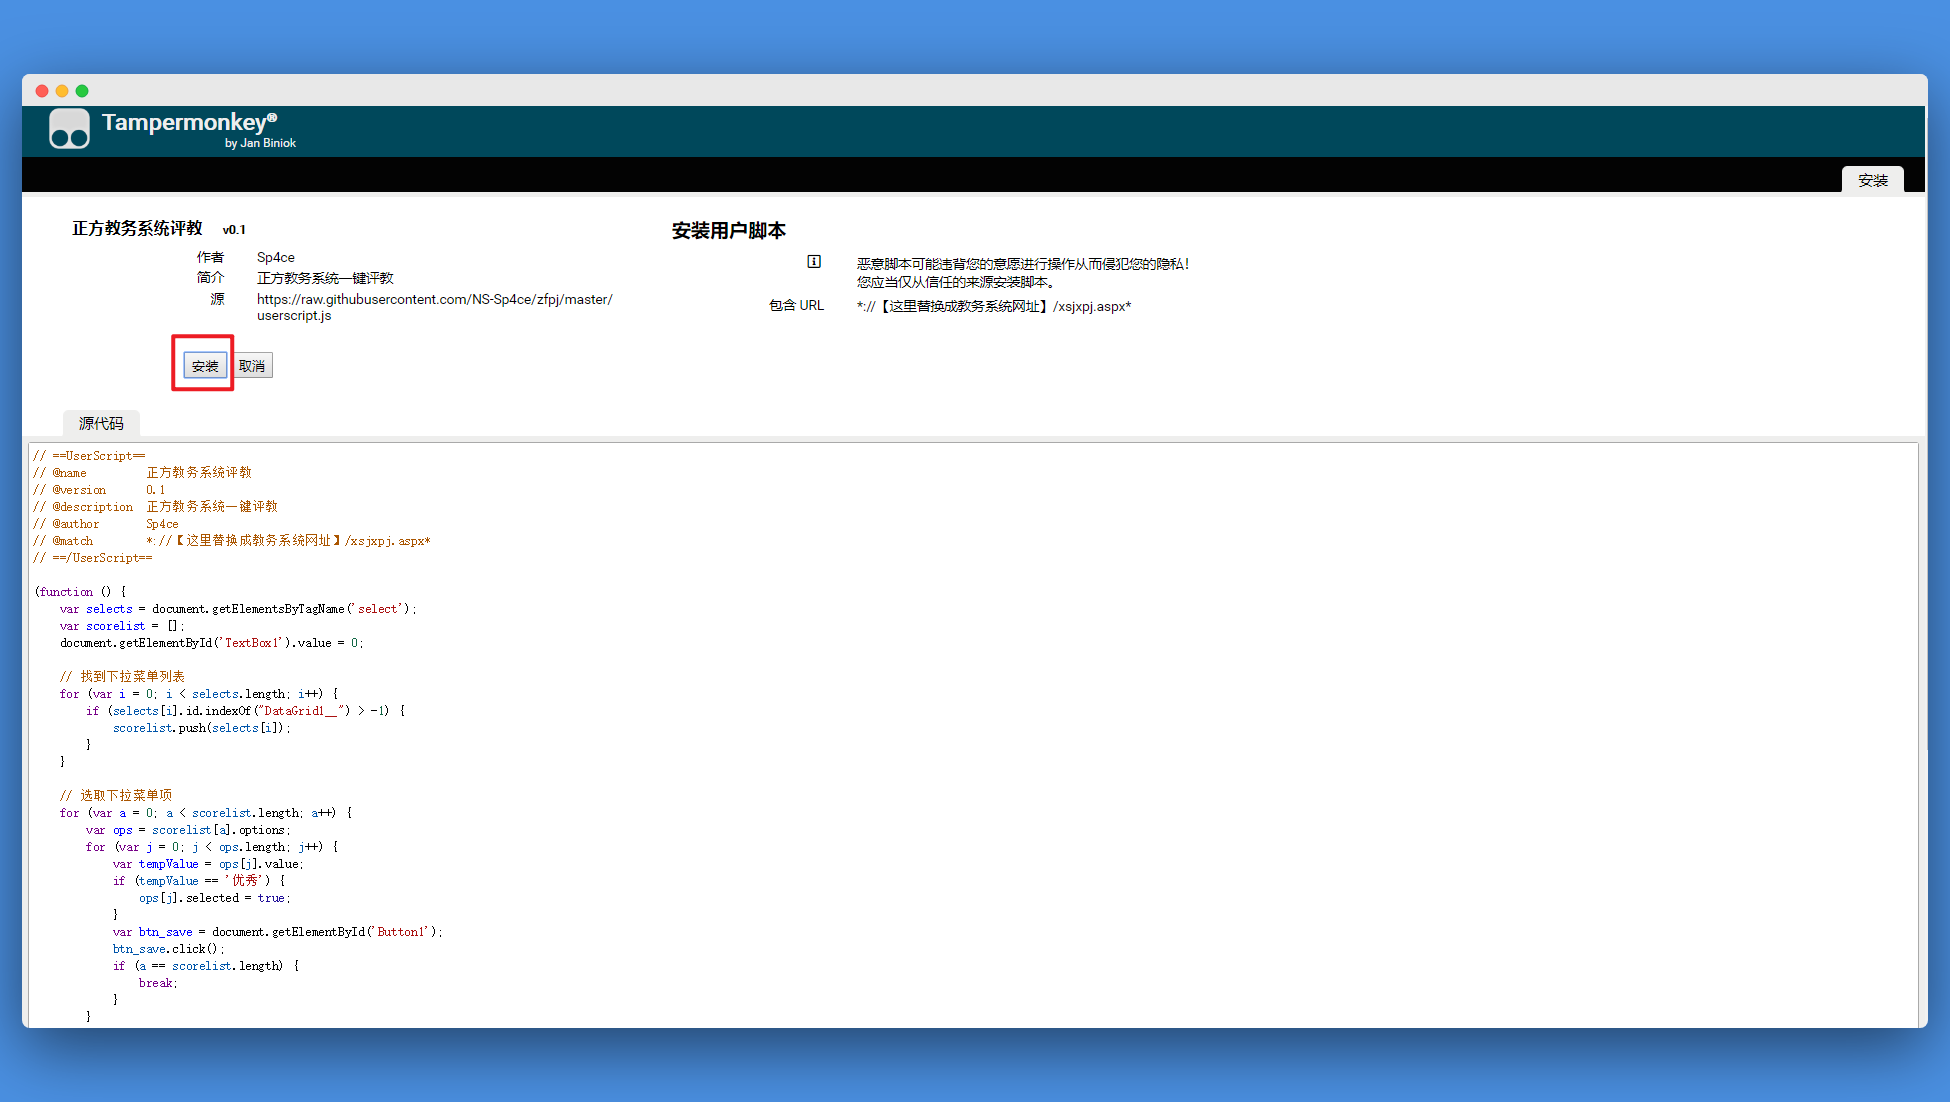 Tampermonkey®
by Jan Biniok
安装
正方教务系统评教 v0.1
作者 Sp4ce
简介 正方教务系统一键评教
源 https://raw.githubusercontent.com/NS-Sp4ce/zfpj/master/
userscript.js
安装 取消
安装用户脚本
恶意脚本可能违背您的意愿进行操作从而侵犯您的隐私!
您应当仅从信任的来源安装脚本。
包含 URL *://【这里替换成教务系统网址】/xsjxpj.aspx*
源代码
// ==UserScript==
// @name 正方教务系统评教
// @version 0.1
// @description 正方教务系统一键评教
// @author Sp4ce
// @match *://【这里替换成教务系统网址】/xsjxpj.aspx*
// ==/UserScript==
(function () {
var selects = document.getElementsByTagName('select');
var scorelist = [];
document.getElementById('TextBox1').value = 0;
// 找到下拉菜单列表
for (var i = 0; i < selects.length; i++) {
if (selects[i].id.indexOf("DataGrid1__") > -1) {
scorelist.push(selects[i]);
}
}
// 选取下拉菜单项
for (var a = 0; a < scorelist.length; a++) {
var ops = scorelist[a].options;
for (var j = 0; j < ops.length; j++) {
var tempValue = ops[j].value;
if (tempValue == '优秀') {
ops[j].selected = true;
}
var btn_save = document.getElementById('Button1');
btn_save.click();
if (a == scorelist.length) {
break;
}
}